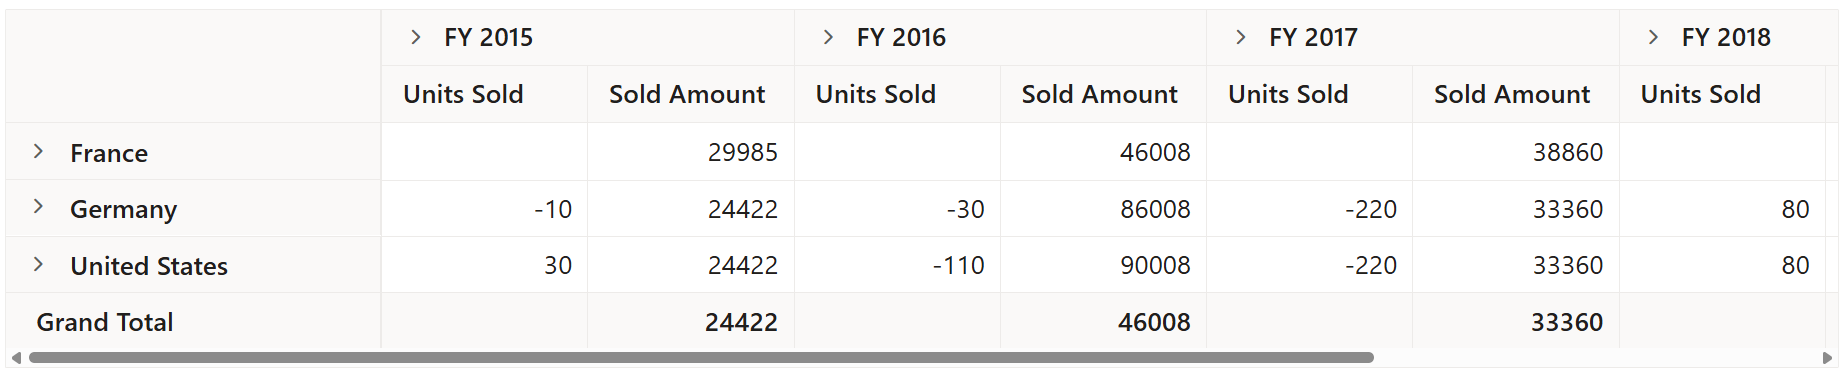 FY 2015 FY 2016 FY 2017 FY 2018
Units Sold Sold Amount Units Sold Sold Amount Units Sold Sold Amount Units Sold
France 29985 46008 38860
Germany -10 24422 -30 86008 -220 33360 80
United States 30 24422 -110 90008 -220 33360 80
Grand Total 24422 46008 33360